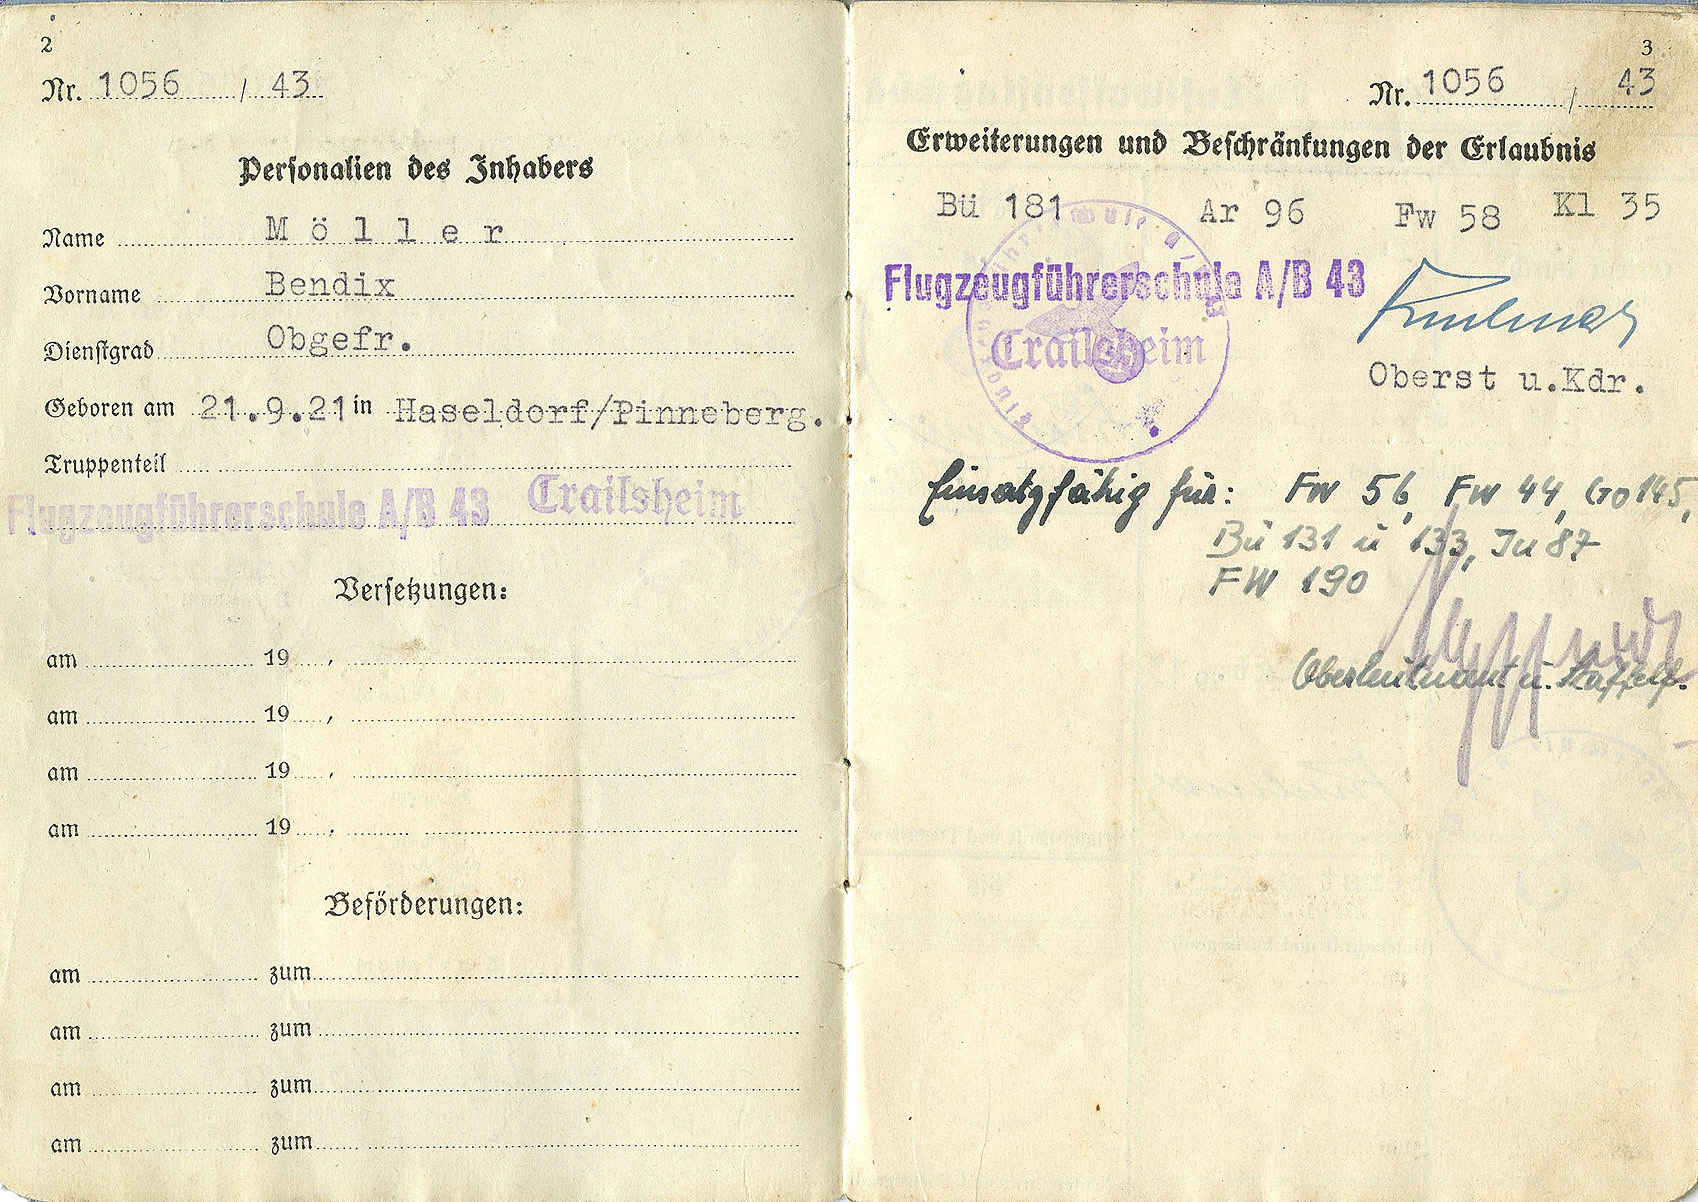 2
Nr. 1056 / 43
Personalien des Inhabers
Name Möller
Vorname Bendix
Dienstgrad Obgefr.
Geboren am 21.9.21 in Haseldorf/Pinneberg.
Truppenteil
Flugzeugführerschule A/B 43 Crailsheim
Versetzungen:
am 19 ,
am 19 ,
am 19 ,
am 19 ,
Beförderungen:
am zum
am zum
am zum
am zum
3
Nr. 1056 / 43
Erweiterungen und Beschränkungen der Erlaubnis
Bü 181 Ar 96 Fw 58 Kl 35
Flugzeugführerschule A/B 43
Crailsheim
Oberst u.Kdr.
Einsatzfähig für: FW 56, FW 44, Go 145,
Bü 131 u 133, Ju 87
FW 190
Oberleutnant u. Staffelf.